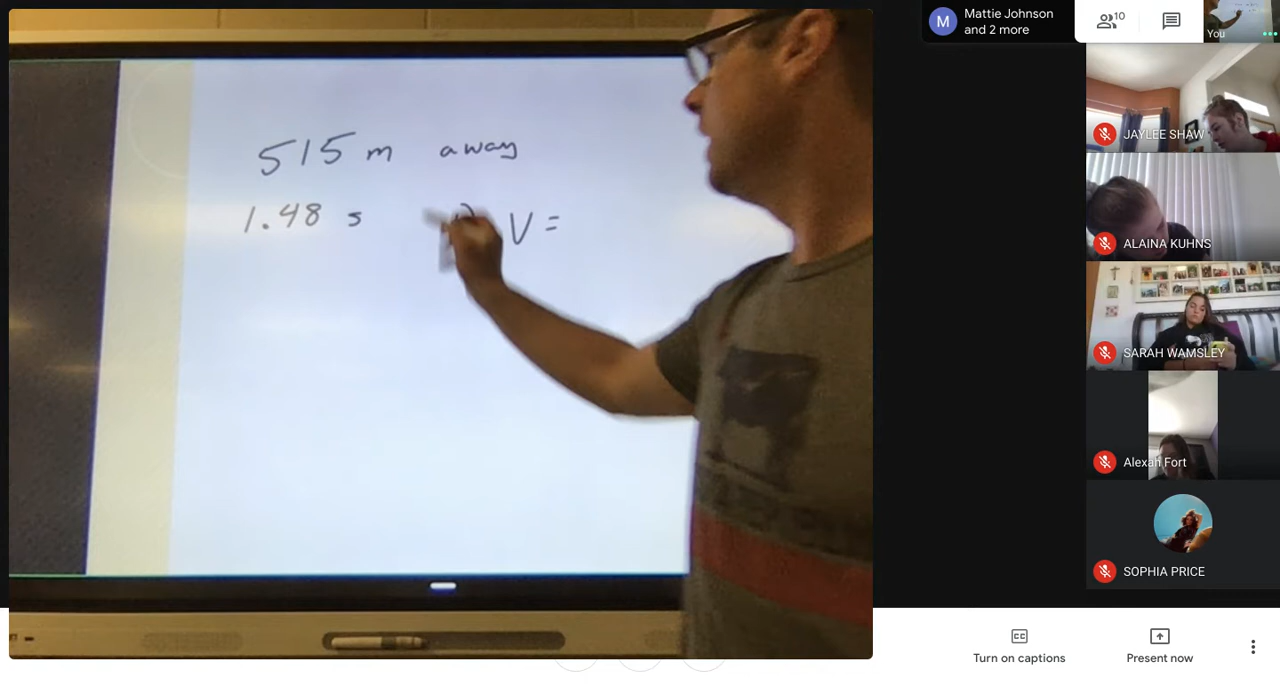 515 m away
1.48 s V =
Mattie Johnson
and 2 more
10
You
JAYLEE SHAW
ALAINA KUHNS
SARAH WAMSLEY
Alexah Fort
SOPHIA PRICE
CC
Turn on captions
Present now